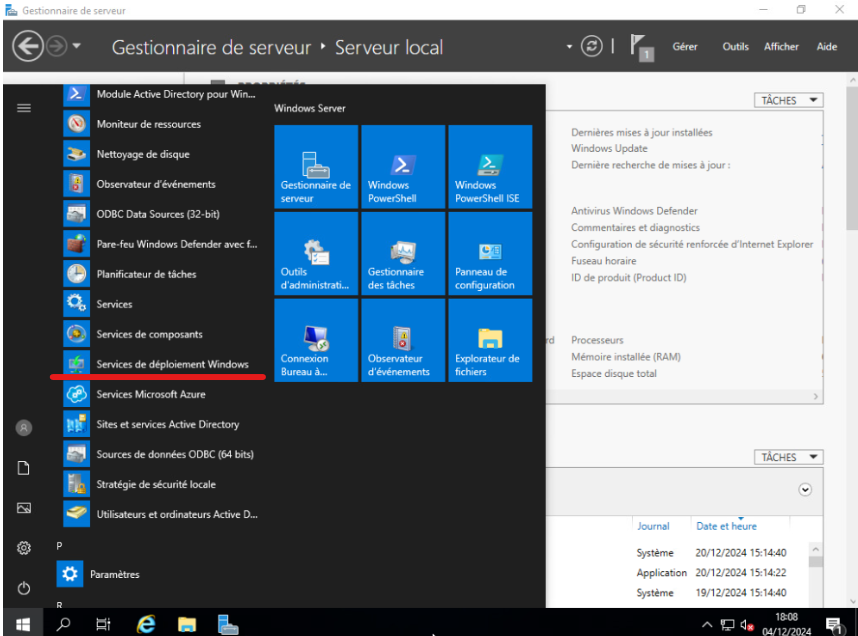 Gestionnaire de serveur
Gestionnaire de serveur ‣ Serveur local
1
Gérer
Outils
Afficher
Aide
TÂCHES
Module Active Directory pour Win...
Moniteur de ressources
Nettoyage de disque
Observateur d'événements
ODBC Data Sources (32-bit)
Pare-feu Windows Defender avec f...
Planificateur de tâches
Services
Services de composants
Services de déploiement Windows
Services Microsoft Azure
Sites et services Active Directory
Sources de données ODBC (64 bits)
Stratégie de sécurité locale
Utilisateurs et ordinateurs Active D...
P
Paramètres
R
Windows Server
Gestionnaire de
serveur
Windows
PowerShell
Windows
PowerShell ISE
Outils
d'administrati...
Gestionnaire
des tâches
Panneau de
configuration
Connexion
Bureau à...
Observateur
d'événements
Explorateur de
fichiers
Dernières mises à jour installées
Windows Update
Dernière recherche de mises à jour :
Antivirus Windows Defender
Commentaires et diagnostics
Configuration de sécurité renforcée d'Internet Explorer
Fuseau horaire
ID de produit (Product ID)
rd
Processeurs
Mémoire installée (RAM)
Espace disque total
TÂCHES
Journal Date et heure
Système 20/12/2024 15:14:40
Application 20/12/2024 15:14:22
Système 19/12/2024 15:14:40
18:08
04/12/2024
1